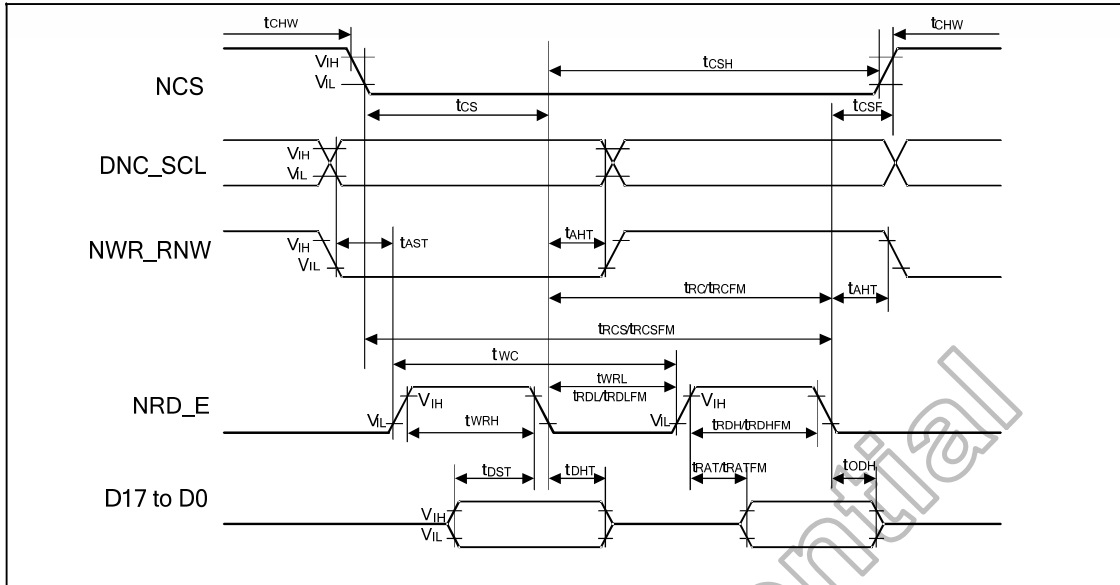 tCHW tCHW
VIH
NCS
VIL
tCSH
tCS tCSF
DNC_SCL
VIH
VIL
NWR_RNW
VIH
VIL
tAST tAHT
tRC/tRCFM tAHT
tRCS/tRCSFM
tWC
NRD_E
VIL VIH
tWRH
tWRL
tRDL/tRDLFM
VIL VIH
tRDH/tRDHFM
D17 to D0
tDST tDHT tRAT/tRATFM tODH
VIH
VIL
ential